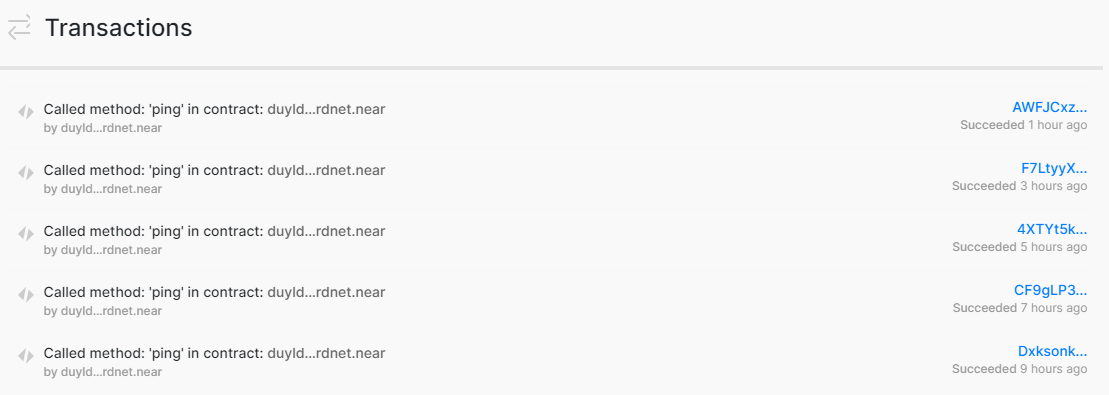 Transactions
Called method: 'ping' in contract: duyld...rdnet.near
AWFJCxz...
by duyld...rdnet.near
Succeeded 1 hour ago
Called method: 'ping' in contract: duyld...rdnet.near
F7LtyyX...
by duyld...rdnet.near
Succeeded 3 hours ago
Called method: 'ping' in contract: duyld...rdnet.near
4XTYt5k...
by duyld...rdnet.near
Succeeded 5 hours ago
Called method: 'ping' in contract: duyld...rdnet.near
CF9gLP3...
by duyld...rdnet.near
Succeeded 7 hours ago
Called method: 'ping' in contract: duyld...rdnet.near
Dxksonk...
by duyld...rdnet.near
Succeeded 9 hours ago